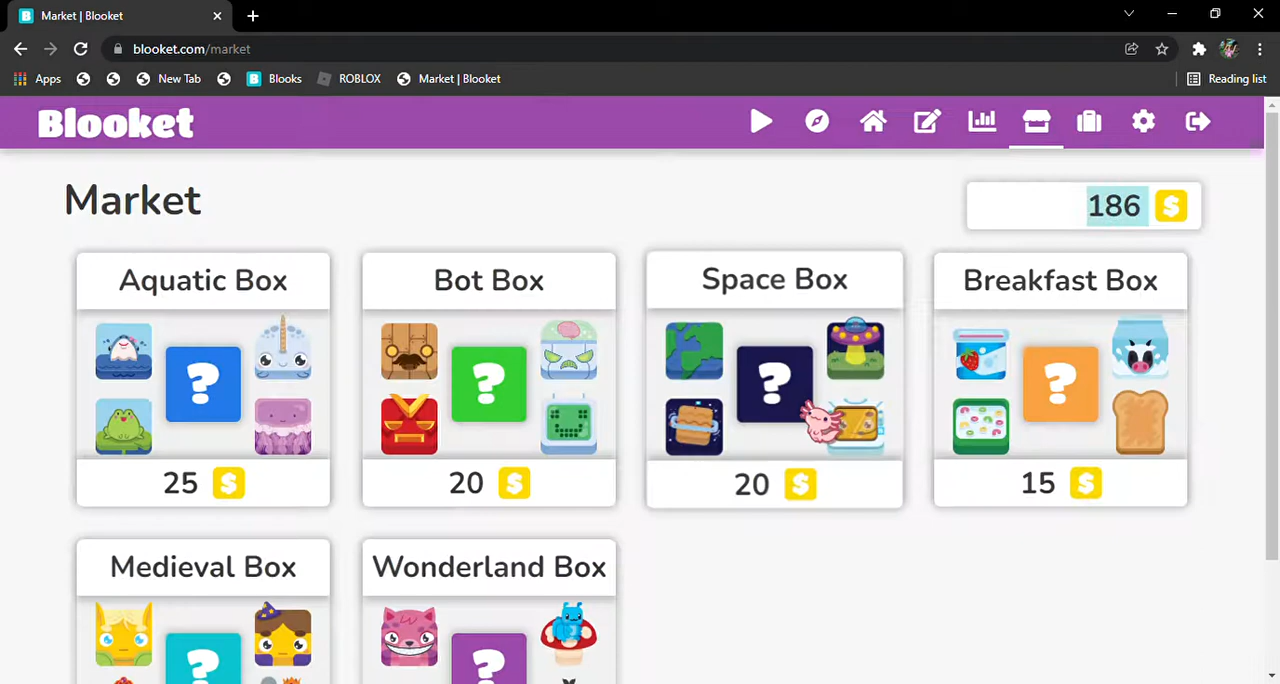 Market | Blooket
blooket.com/market
Apps New Tab Blooks ROBLOX Market | Blooket Reading list
Blooket
Market
186 $
Aquatic Box Bot Box Space Box Breakfast Box
? ? ? ?
25 $ 20 $ 20 $ 15 $
Medieval Box Wonderland Box
? ?